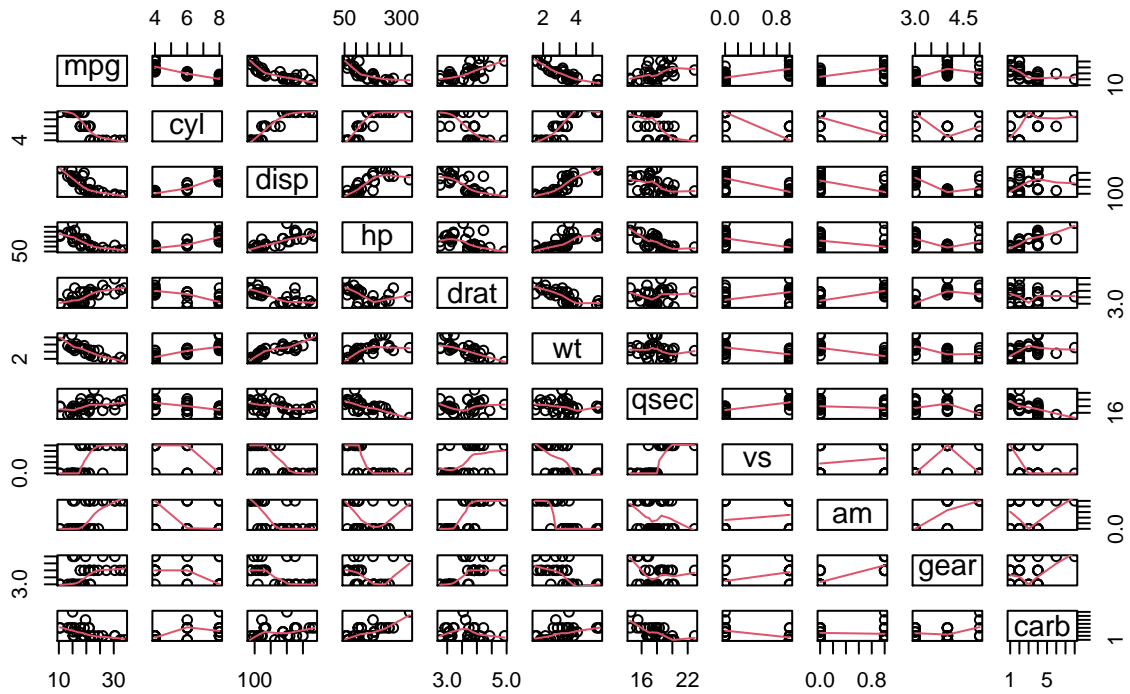 4 6 8 50 300 2 4 0.0 0.8 3.0 4.5
mpg 10
4 cyl
disp 100
50 hp
drat 3.0
2 wt
qsec 16
0.0 vs
am 0.0
3.0 gear
carb 1
10 30 100 3.0 5.0 16 22 0.0 0.8 1 5